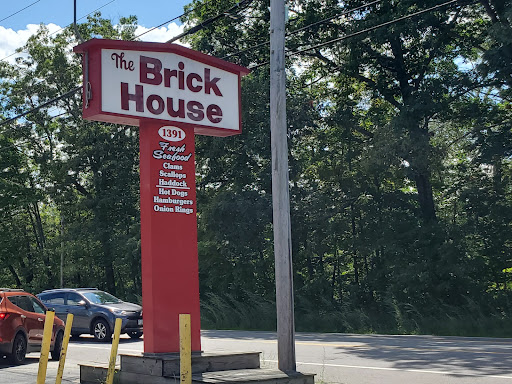 The
Brick
House
1391
Fresh
Seafood
Clams
Scallops
Haddock
Hot Dogs
Hamburgers
Onion Rings